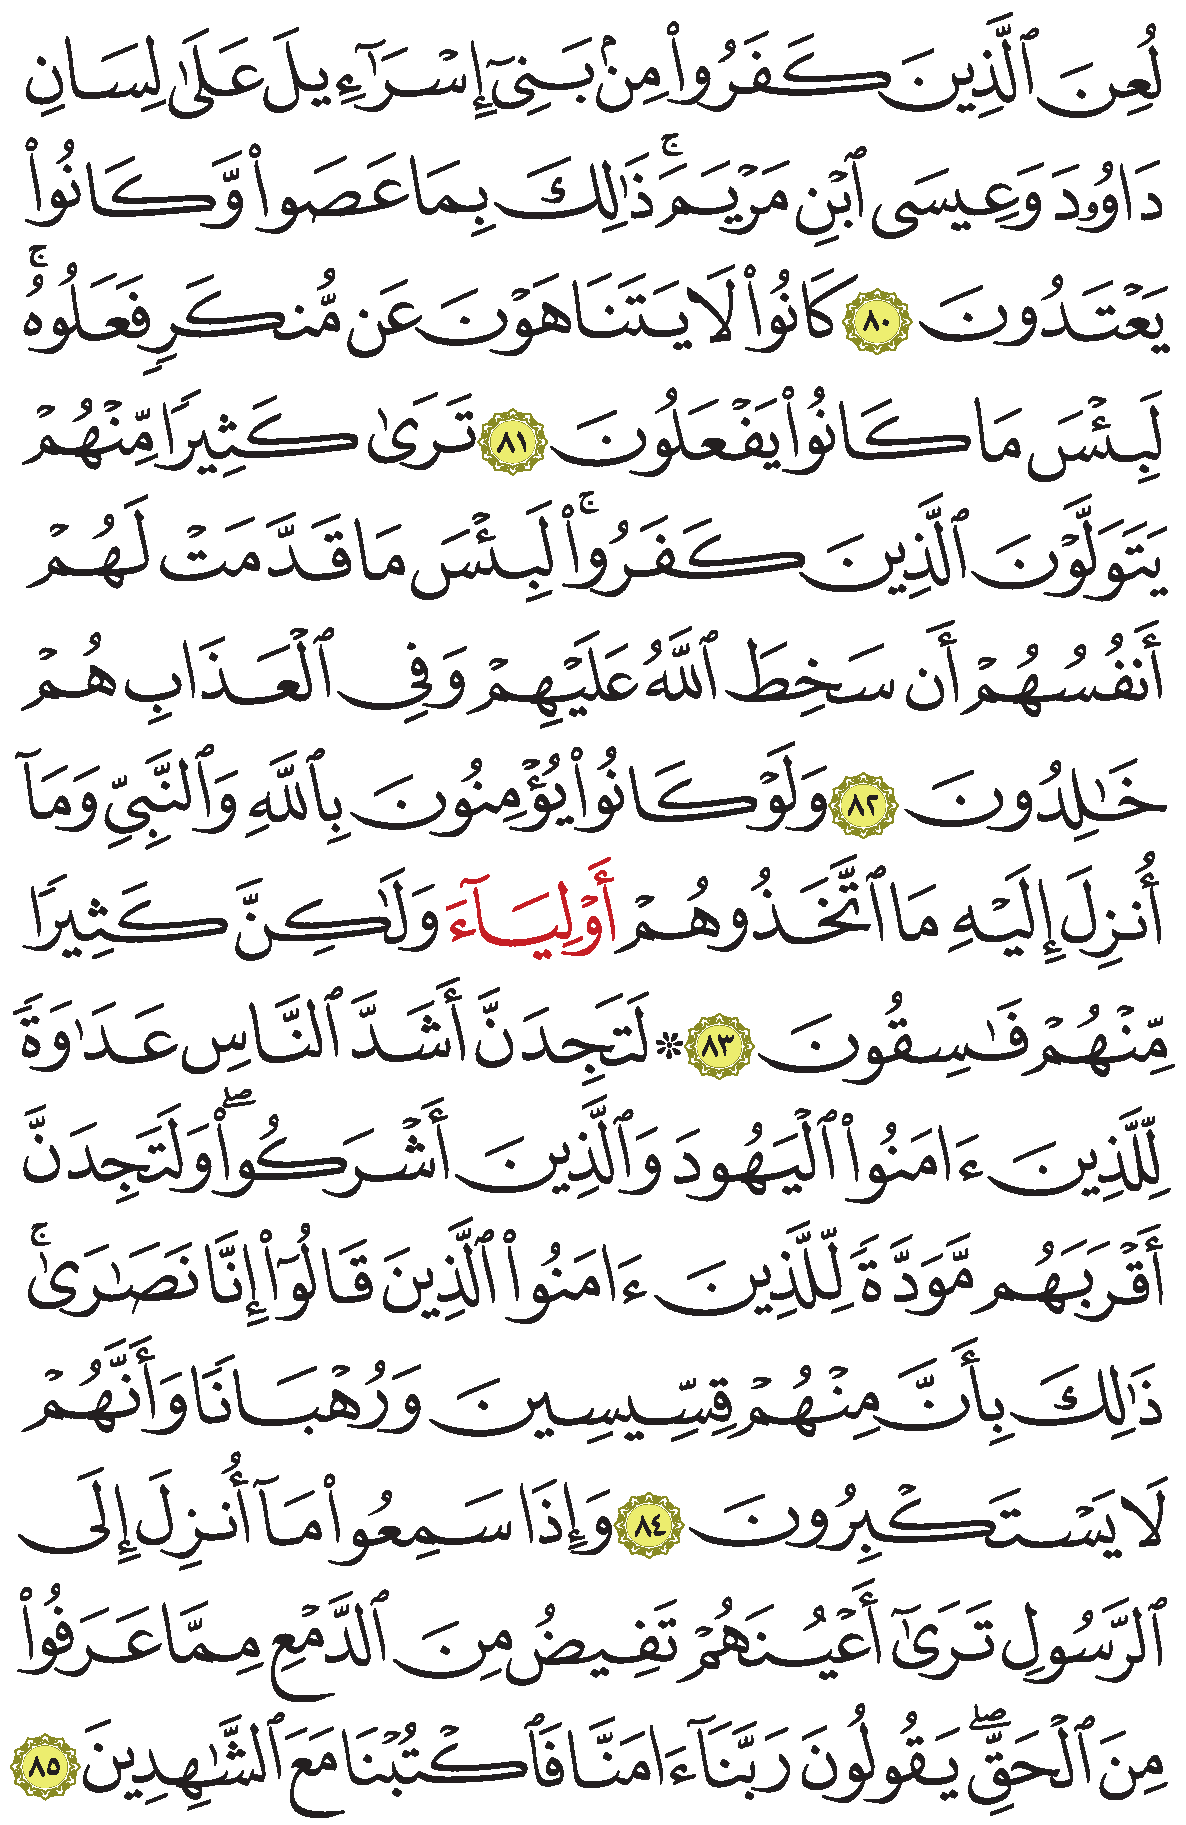 لُعِنَ ٱلَّذِينَ كَفَرُوا۟ مِنۢ بَنِىٓ إِسْرَٰٓءِيلَ عَلَىٰ لِسَانِ
دَاوُۥدَ وَعِيسَى ٱبْنِ مَرْيَمَ ۚ ذَٰلِكَ بِمَا عَصَوا۟ وَّكَانُوا۟
يَعْتَدُونَ ٨٠ كَانُوا۟ لَا يَتَنَاهَوْنَ عَن مُّنكَرٍ فَعَلُوهُ ۚ
لَبِئْسَ مَا كَانُوا۟ يَفْعَلُونَ ٨١ تَرَىٰ كَثِيرًا مِّنْهُمْ
يَتَوَلَّوْنَ ٱلَّذِينَ كَفَرُوا۟ ۚ لَبِئْسَ مَا قَدَّمَتْ لَهُمْ
أَنفُسُهُمْ أَن سَخِطَ ٱللَّهُ عَلَيْهِمْ وَفِى ٱلْعَذَابِ هُمْ
خَٰلِدُونَ ٨٢ وَلَوْ كَانُوا۟ يُؤْمِنُونَ بِٱللَّهِ وَٱلنَّبِىِّ وَمَآ
أُنزِلَ إِلَيْهِ مَا ٱتَّخَذُوهُمْ أَوْلِيَآءَ وَلَٰكِنَّ كَثِيرًا
مِّنْهُمْ فَٰسِقُونَ ٨٣ ۞ لَتَجِدَنَّ أَشَدَّ ٱلنَّاسِ عَدَٰوَةً
لِّلَّذِينَ ءَامَنُوا۟ ٱلْيَهُودَ وَٱلَّذِينَ أَشْرَكُوا۟ ۖ وَلَتَجِدَنَّ
أَقْرَبَهُم مَّوَدَّةً لِّلَّذِينَ ءَامَنُوا۟ ٱلَّذِينَ قَالُوٓا۟ إِنَّا نَصَٰرَىٰ ۚ
ذَٰلِكَ بِأَنَّ مِنْهُمْ قِسِّيسِينَ وَرُهْبَانًا وَأَنَّهُمْ
لَا يَسْتَكْبِرُونَ ٨٤ وَإِذَا سَمِعُوا۟ مَآ أُنزِلَ إِلَى
ٱلرَّسُولِ تَرَىٰٓ أَعْيُنَهُمْ تَفِيضُ مِنَ ٱلدَّمْعِ مِمَّا عَرَفُوا۟
مِنَ ٱلْحَقِّ ۖ يَقُولُونَ رَبَّنَآ ءَامَنَّا فَٱكْتُبْنَا مَعَ ٱلشَّٰهِدِينَ ٨٥